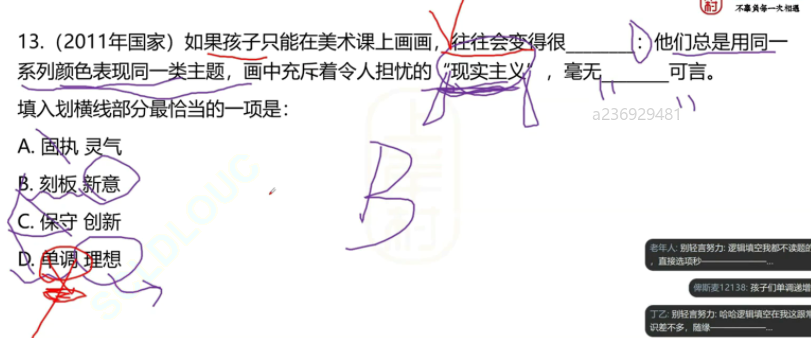 不负每一次相遇
13.（2011年国家）如果孩子只能在美术课上画画，往往会变得很_______：他们总是用同一
系列颜色表现同一类主题，画中充斥着令人担忧的“现实主义”，毫无_______可言。
a236929481
填入划横线部分最恰当的一项是：
A. 固执 灵气
B. 刻板 新意
C. 保守 创新
D. 单调 理想
B
老年人: 别轻言努力: 逻辑填空我都不读题的
，直接选项秒——————...
俾斯麦12138: 孩子们单调递增
丁乙: 别轻言努力: 哈哈逻辑填空在我这跟常
识差不多，随缘——————...